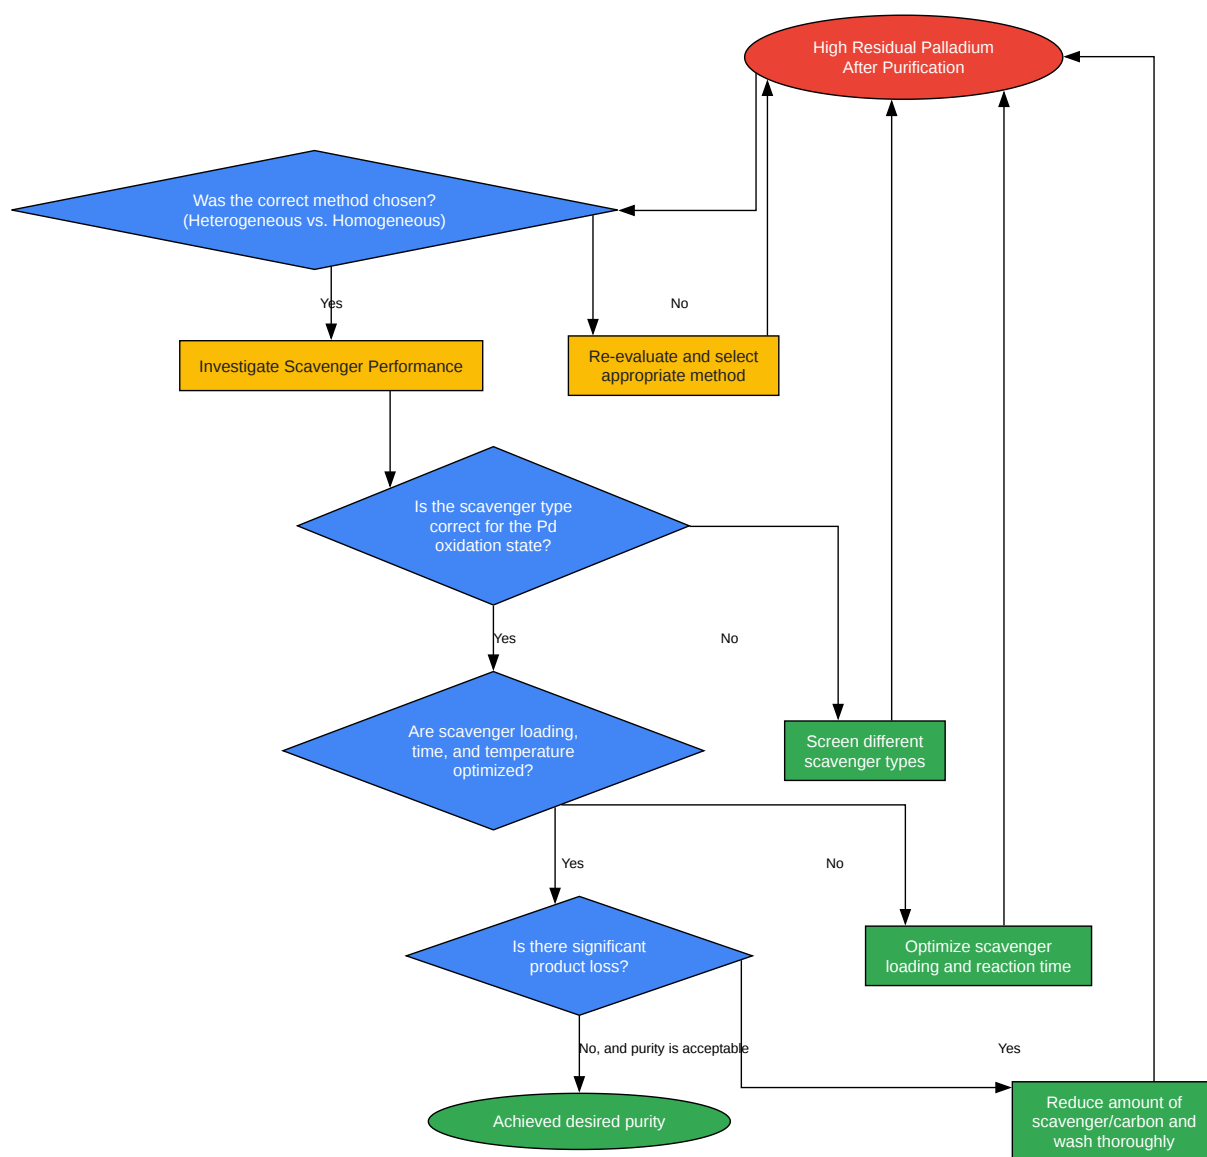 High Residual Palladium
After Purification
Was the correct method chosen?
(Heterogeneous vs. Homogeneous)
Yes
No
Investigate Scavenger Performance
Re-evaluate and select
appropriate method
Is the scavenger type
correct for the Pd
oxidation state?
Yes
No
Are scavenger loading,
time, and temperature
optimized?
Screen different
scavenger types
Yes
No
Is there significant
product loss?
Optimize scavenger
loading and reaction time
No, and purity is acceptable
Yes
Achieved desired purity
Reduce amount of
scavenger/carbon and
wash thoroughly